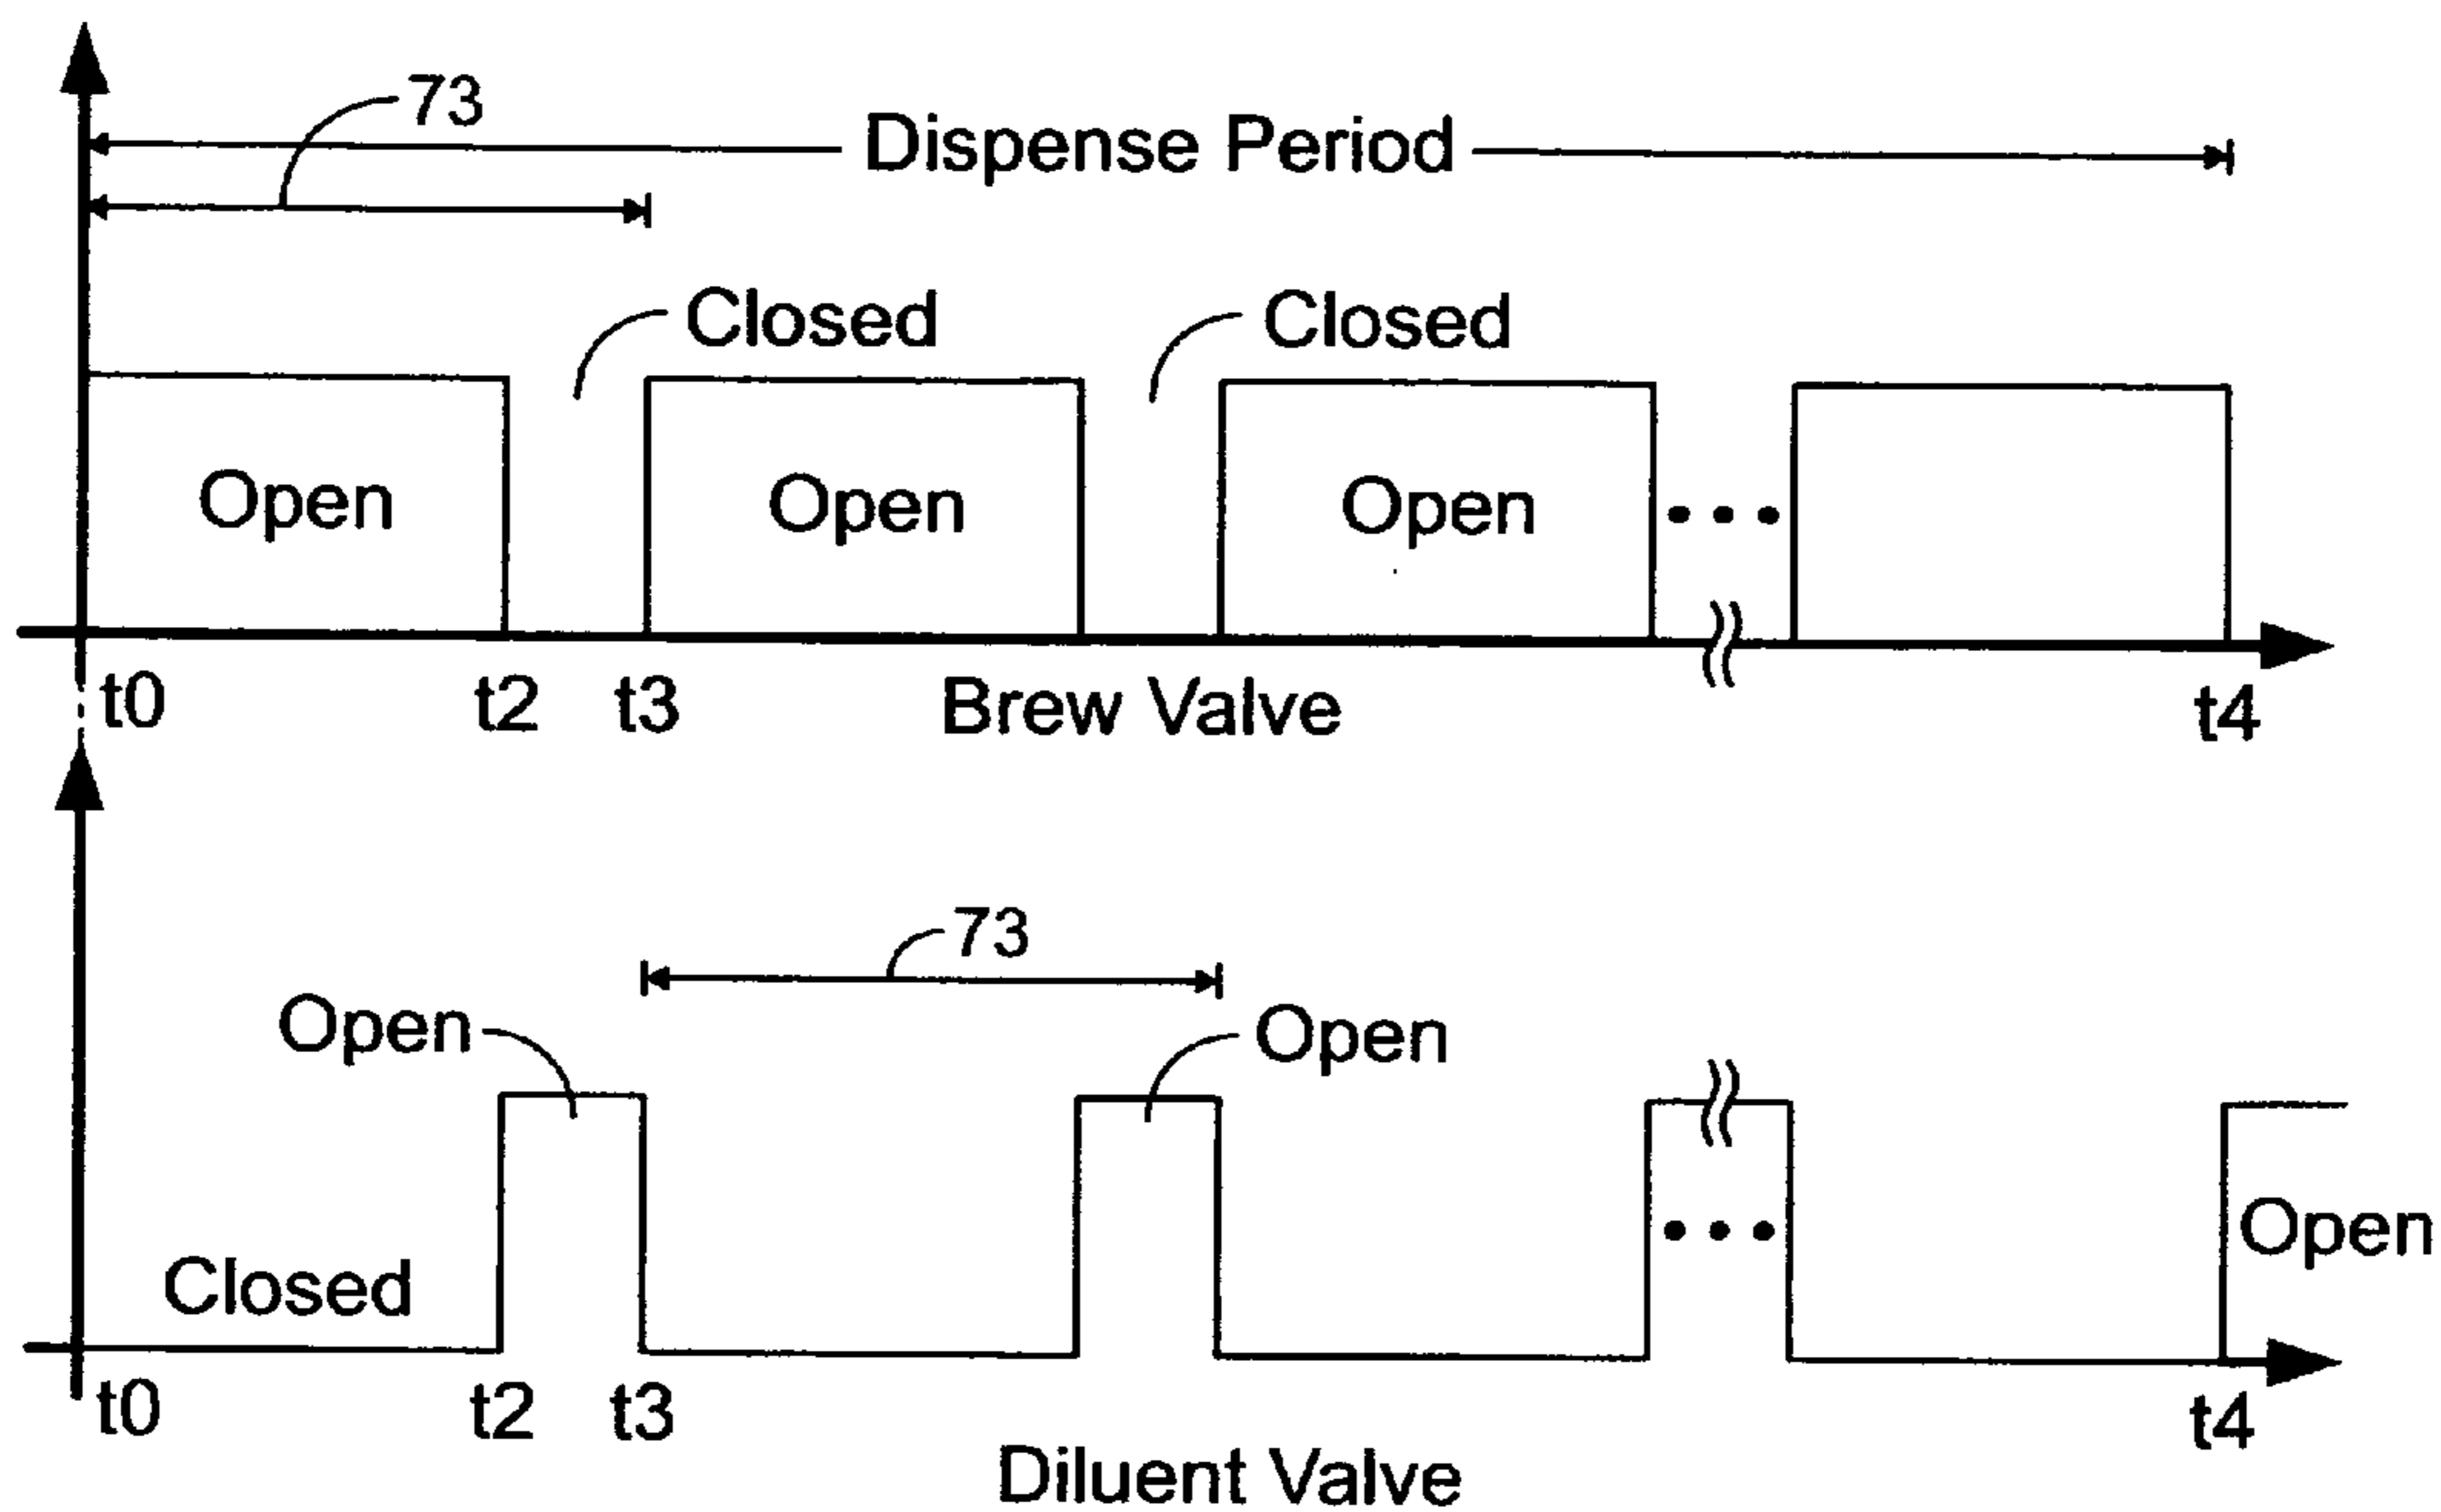 73
Dispense Period
Closed
Closed
Open
Open
Open
• • •
t0
t2
t3
Brew Valve
t4
73
Open
Open
• • •
Open
Closed
t0
t2
t3
t4
Diluent Valve